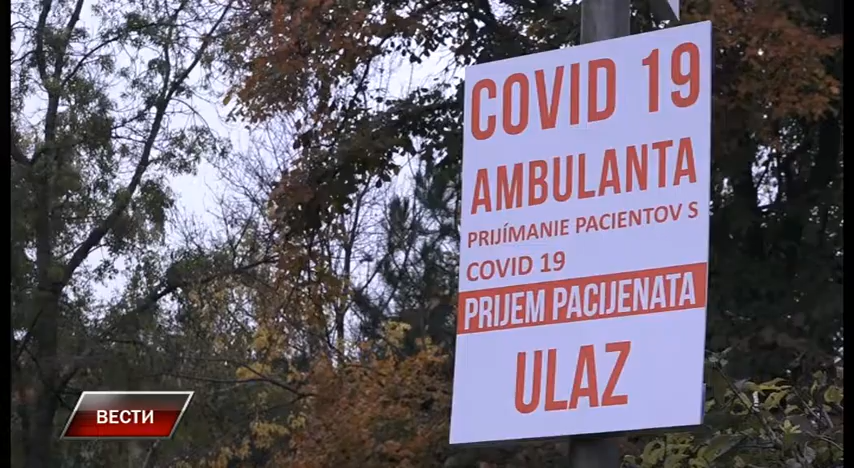 COVID 19
AMBULANTA
PRIJÍMANIE PACIENTOV S
COVID 19
PRIJEM PACIJENATA
ULAZ
ВЕСТИ